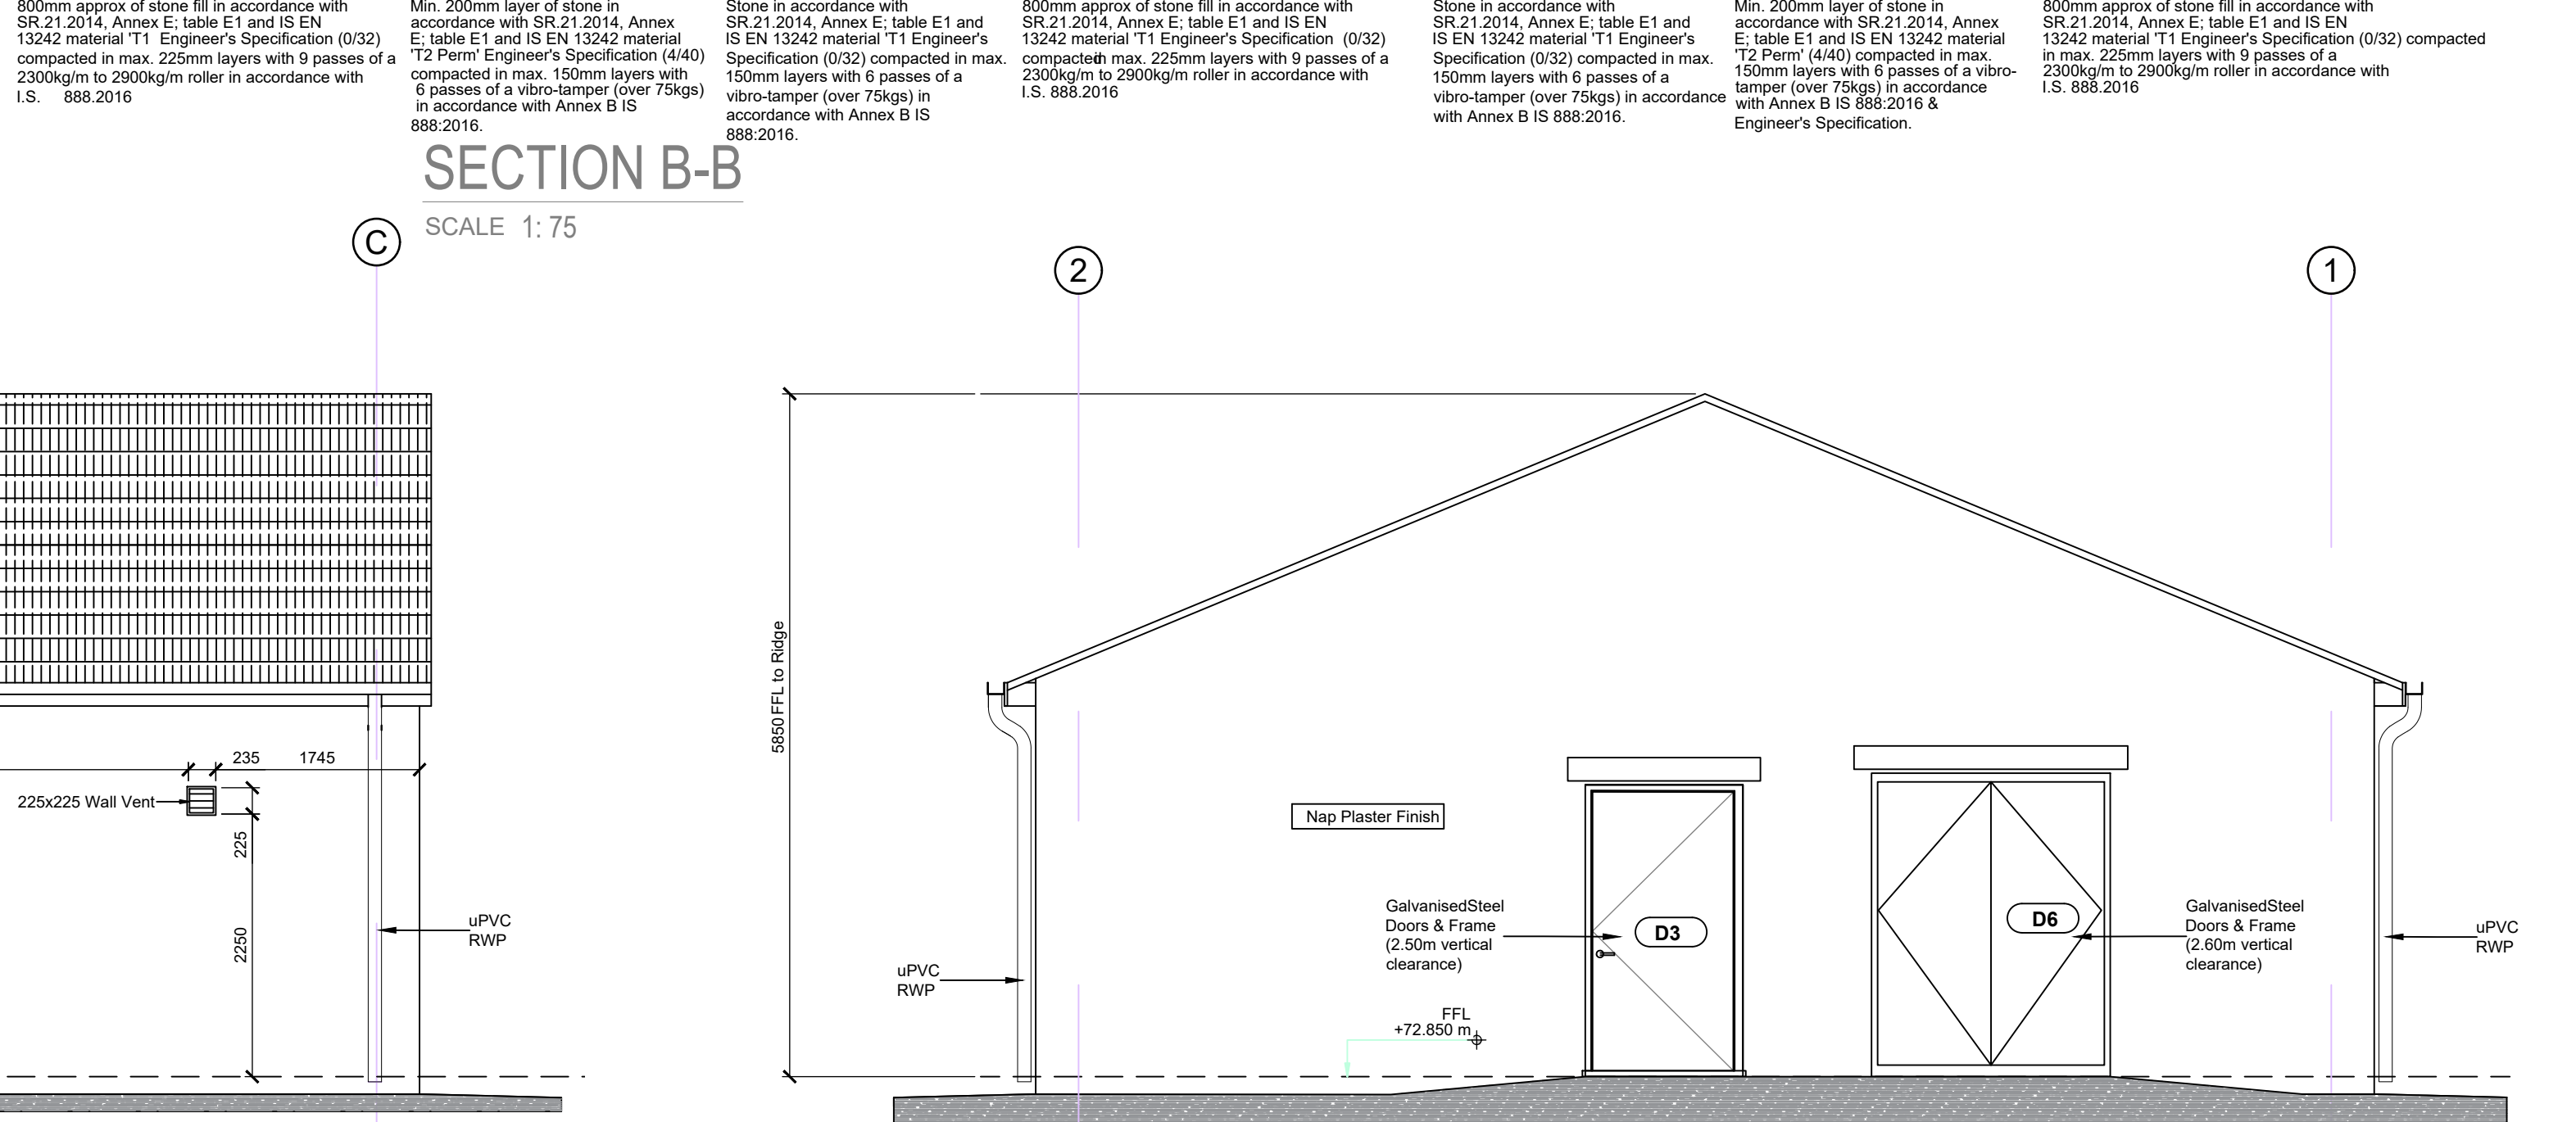 800mm approx of stone fill in accordance with
SR.21.2014, Annex E; table E1 and IS EN
13242 material 'T1 Engineer's Specification (0/32)
compacted in max. 225mm layers with 9 passes of a
2300kg/m to 2900kg/m roller in accordance with
I.S. 888.2016
Min. 200mm layer of stone in
accordance with SR.21.2014, Annex
E; table E1 and IS EN 13242 material
'T2 Perm' Engineer's Specification (4/40)
compacted in max. 150mm layers with
6 passes of a vibro-tamper (over 75kgs)
in accordance with Annex B IS
888:2016.
Stone in accordance with
SR.21.2014, Annex E; table E1 and
IS EN 13242 material 'T1 Engineer's
Specification (0/32) compacted in max.
150mm layers with 6 passes of a
vibro-tamper (over 75kgs) in
accordance with Annex B IS
888:2016.
800mm approx of stone fill in accordance with
SR.21.2014, Annex E; table E1 and IS EN
13242 material 'T1 Engineer's Specification (0/32)
compacted in max. 225mm layers with 9 passes of a
2300kg/m to 2900kg/m roller in accordance with
I.S. 888.2016
Stone in accordance with
SR.21.2014, Annex E; table E1 and
IS EN 13242 material 'T1 Engineer's
Specification (0/32) compacted in max.
150mm layers with 6 passes of a
vibro-tamper (over 75kgs) in accordance
with Annex B IS 888:2016.
Min. 200mm layer of stone in
accordance with SR.21.2014, Annex
E; table E1 and IS EN 13242 material
'T2 Perm' (4/40) compacted in max.
150mm layers with 6 passes of a vibro-
tamper (over 75kgs) in accordance
with Annex B IS 888:2016 &
Engineer's Specification.
800mm approx of stone fill in accordance with
SR.21.2014, Annex E; table E1 and IS EN
13242 material 'T1 Engineer's Specification (0/32) compacted
in max. 225mm layers with 9 passes of a
2300kg/m to 2900kg/m roller in accordance with
I.S. 888.2016
SECTION B-B
SCALE 1: 75
C
2
1
5850 FFL to Ridge
235
1745
225x225 Wall Vent
225
2250
uPVC
RWP
uPVC
RWP
Nap Plaster Finish
GalvanisedSteel
Doors & Frame
(2.50m vertical
clearance)
D3
D6
GalvanisedSteel
Doors & Frame
(2.60m vertical
clearance)
uPVC
RWP
FFL
+72.850 m